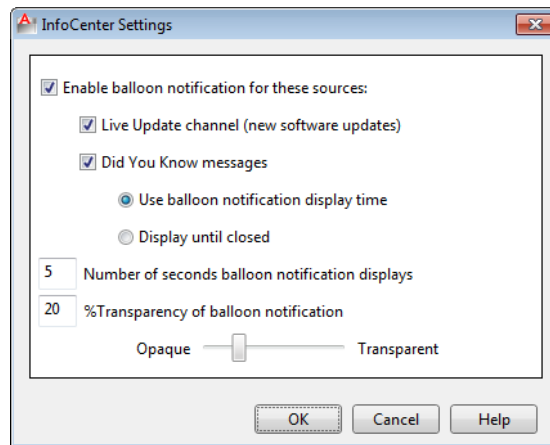 InfoCenter Settings
Enable balloon notification for these sources:
Live Update channel (new software updates)
Did You Know messages
Use balloon notification display time
Display until closed
5 Number of seconds balloon notification displays
20 %Transparency of balloon notification
Opaque Transparent
OK Cancel Help